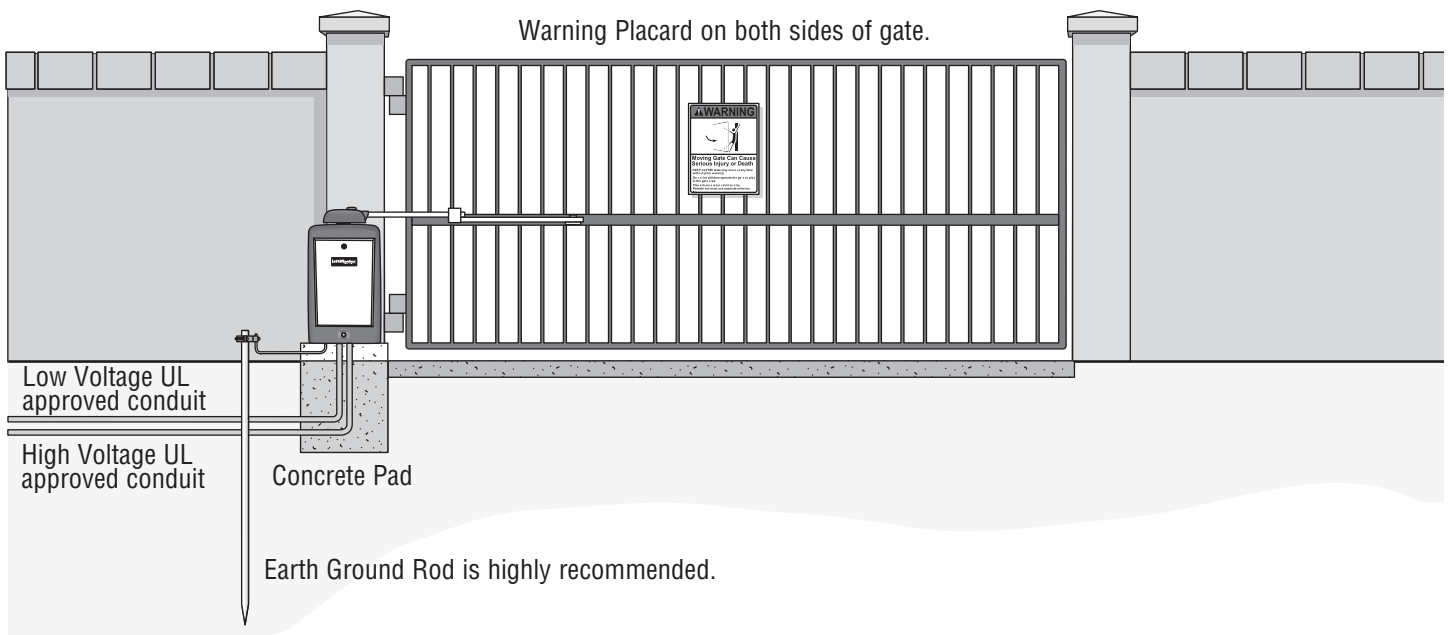 Warning Placard on both sides of gate.
WARNING
Moving Gate Can Cause
Serious Injury or Death
LiftMaster
Low Voltage UL
approved conduit
High Voltage UL
approved conduit
Concrete Pad
Earth Ground Rod is highly recommended.